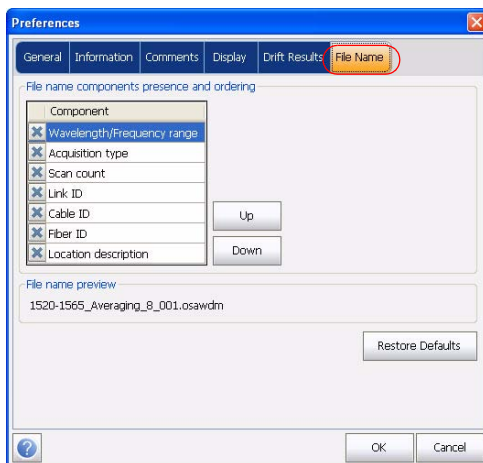 Preferences
General Information Comments Display Drift Results File Name
File name components presence and ordering
Component
Wavelength/Frequency range
Acquisition type
Scan count
Link ID
Cable ID
Fiber ID
Location description
Up
Down
File name preview
1520-1565_Averaging_8_001.osawdm
Restore Defaults
OK Cancel